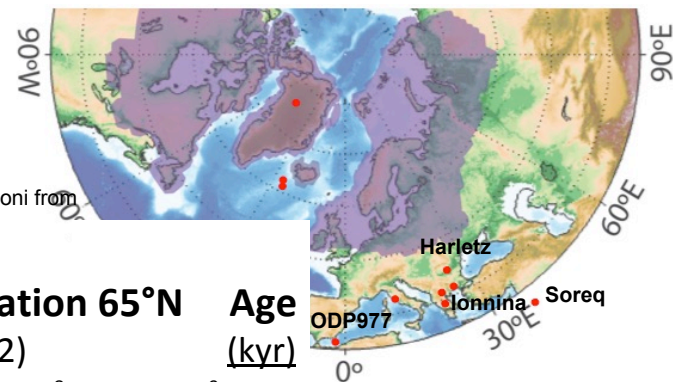 90°W
90°E
oni from
60°E
Harletz
Ionnina
Soreq
ation 65°N Age
ODP977
30°E
2) (kyr)
0°